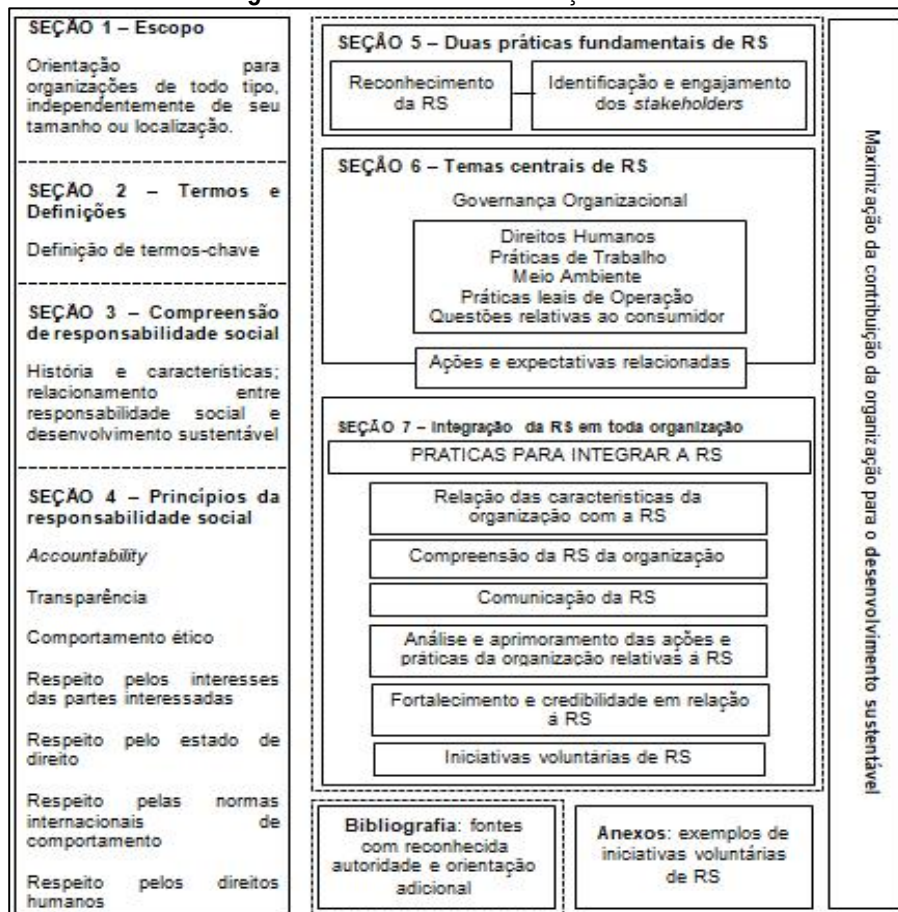 SEÇÃO 1 – Escopo
Orientação para
organizações de todo tipo,
independentemente de seu
tamanho ou localização.
SEÇÃO 2 – Termos e
Definições
Definição de termos-chave
SEÇÃO 3 – Compreensão
de responsabilidade social
História e características;
relacionamento entre
responsabilidade social e
desenvolvimento sustentável
SEÇÃO 4 – Princípios da
responsabilidade social
Accountability
Transparência
Comportamento ético
Respeito pelos interesses
das partes interessadas
Respeito pelo estado de
direito
Respeito pelas normas
internacionais de
comportamento
Respeito pelos direitos
humanos
SEÇÃO 5 – Duas práticas fundamentais de RS
Reconhecimento
da RS
Identificação e engajamento
dos stakeholders
SEÇÃO 6 – Temas centrais de RS
Governança Organizacional
Direitos Humanos
Práticas de Trabalho
Meio Ambiente
Práticas leais de Operação
Questões relativas ao consumidor
Ações e expectativas relacionadas
SEÇÃO 7 – Integração da RS em toda organização
PRATICAS PARA INTEGRAR A RS
Relação das características da
organização com a RS
Compreensão da RS da organização
Comunicação da RS
Análise e aprimoramento das ações e
práticas da organização relativas á RS
Fortalecimento e credibilidade em relação
á RS
Iniciativas voluntárias de RS
Bibliografia: fontes
com reconhecida
autoridade e orientação
adicional
Anexos: exemplos de
iniciativas voluntárias
de RS
Maximização da contribuição da organização para o desenvolvimento sustentável